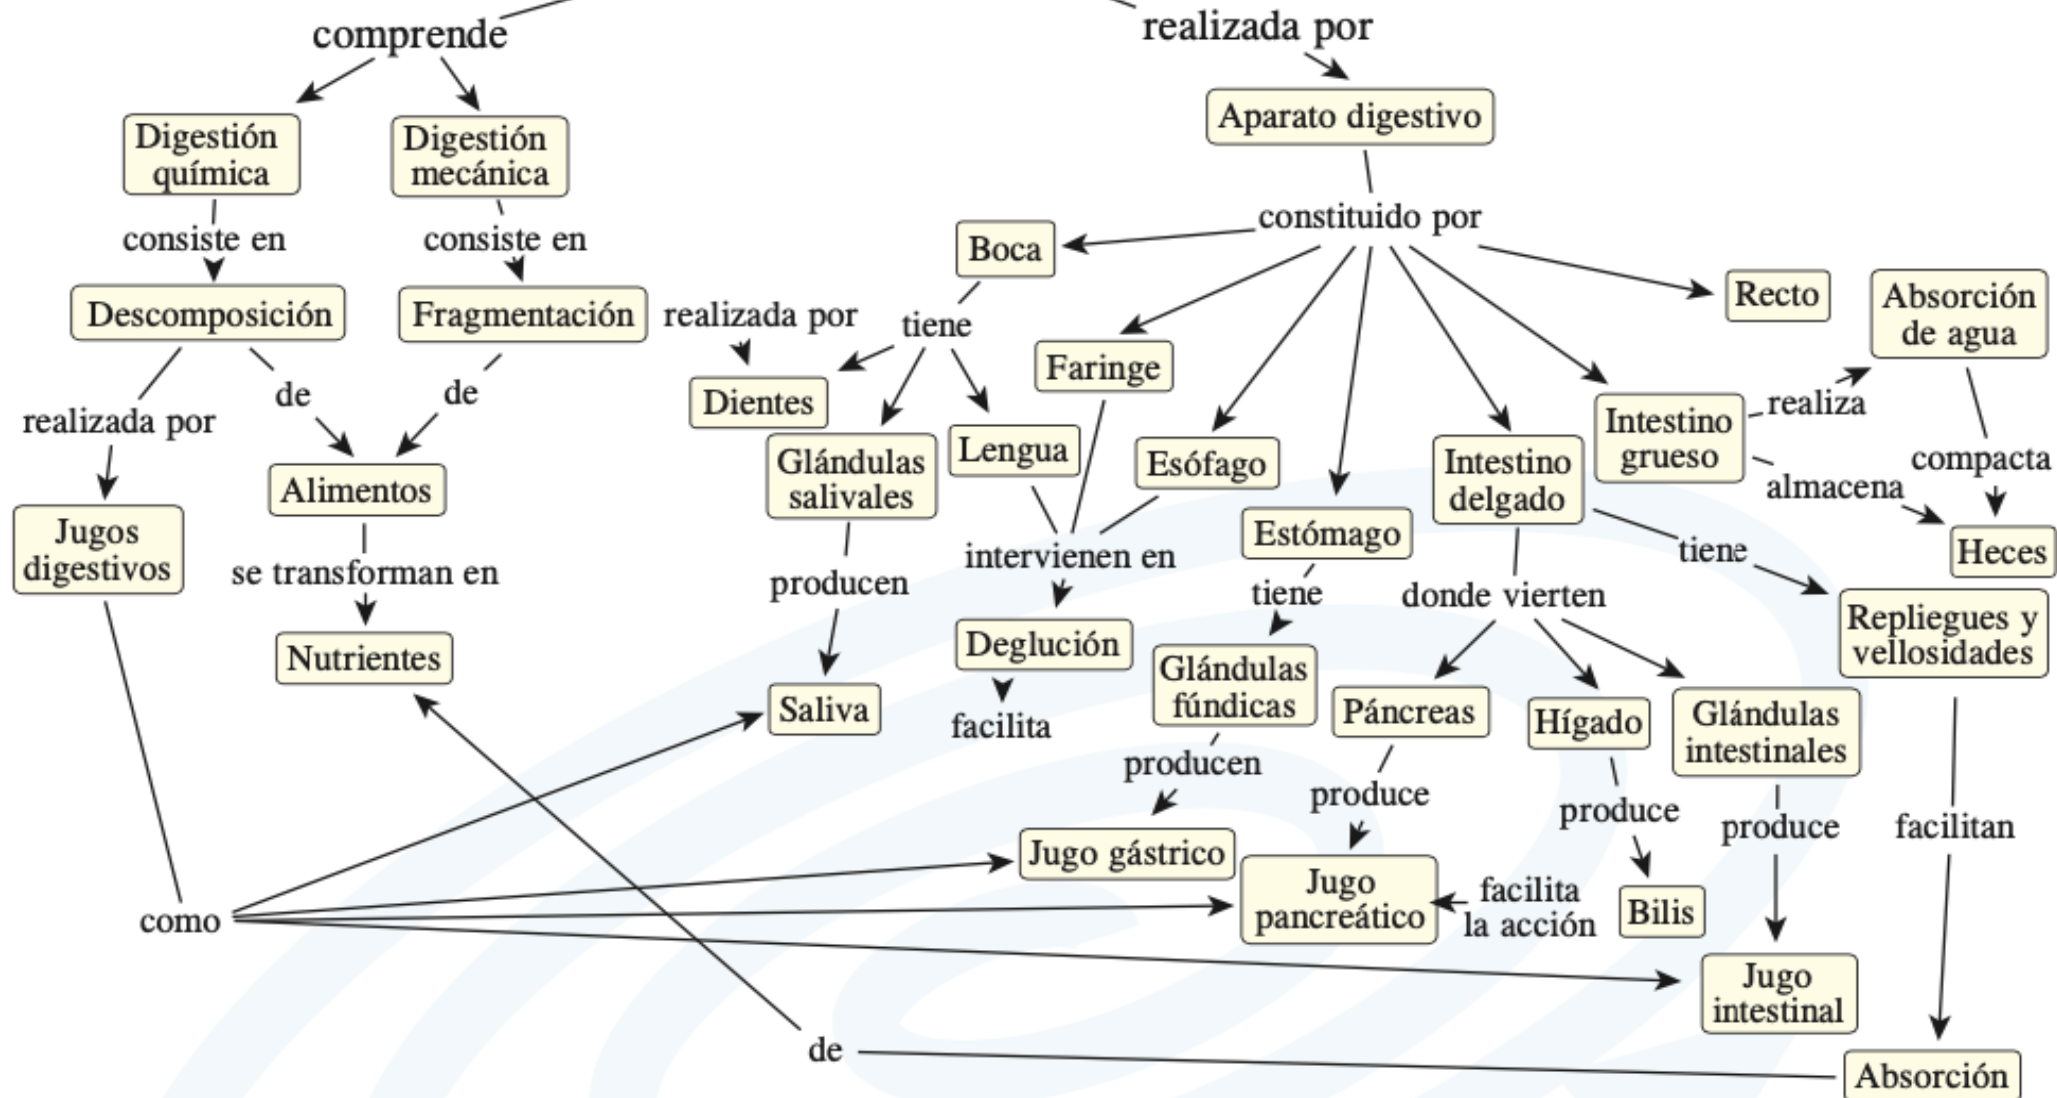 comprende
realizada por
Aparato digestivo
Digestión
química
Digestión
mecánica
constituido por
consiste en
consiste en
Boca
Recto
Absorción
de agua
Descomposición
Fragmentación
realizada por
tiene
Faringe
Dientes
de
de
realizada por
Intestino
grueso
realiza
Glándulas
salivales
Lengua
Esófago
Intestino
delgado
compacta
almacena
Alimentos
Jugos
digestivos
Estómago
Heces
intervienen en
tiene
se transforman en
producen
tiene
donde vierten
Repliegues y
vellosidades
Nutrientes
Deglución
Glándulas
fúndicas
Saliva
facilita
Páncreas
Hígado
Glándulas
intestinales
producen
produce
produce
produce
facilitan
Jugo gástrico
Jugo
pancreático
facilita
la acción
Bilis
como
Jugo
intestinal
de
Absorción